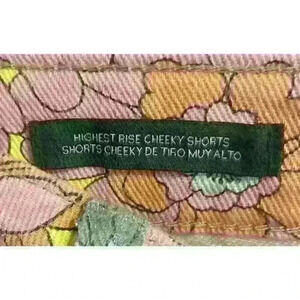 HIGHEST RISE CHEEKY SHORTS
SHORTS CHEEKY DE TIRO MUY ALTO